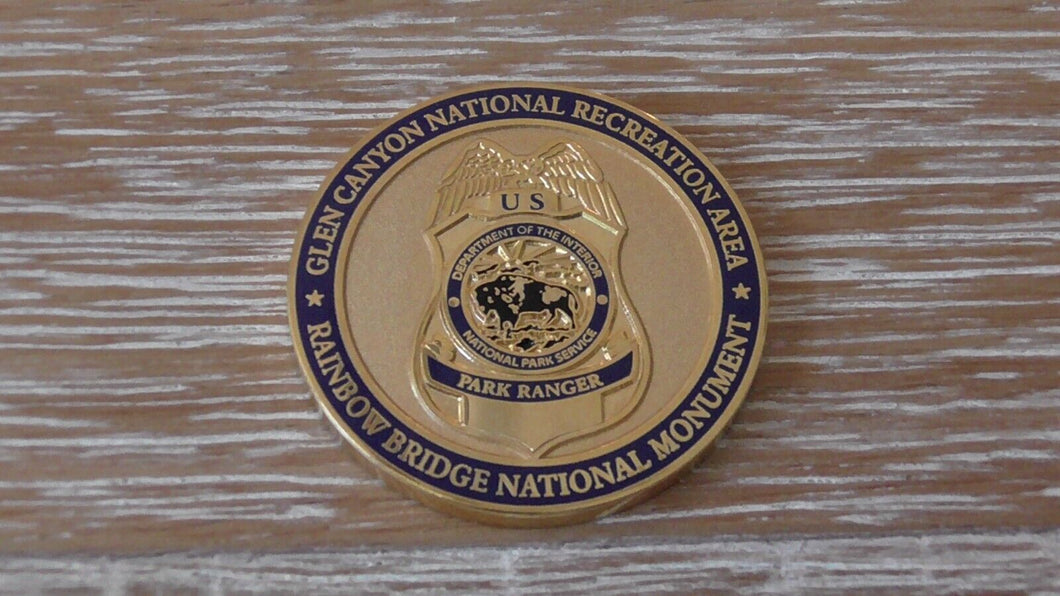 GLEN CANYON NATIONAL RECREATION AREA
US
DEPARTMENT OF THE INTERIOR
NATIONAL PARK SERVICE
PARK RANGER
★ RAINBOW BRIDGE NATIONAL MONUMENT ★